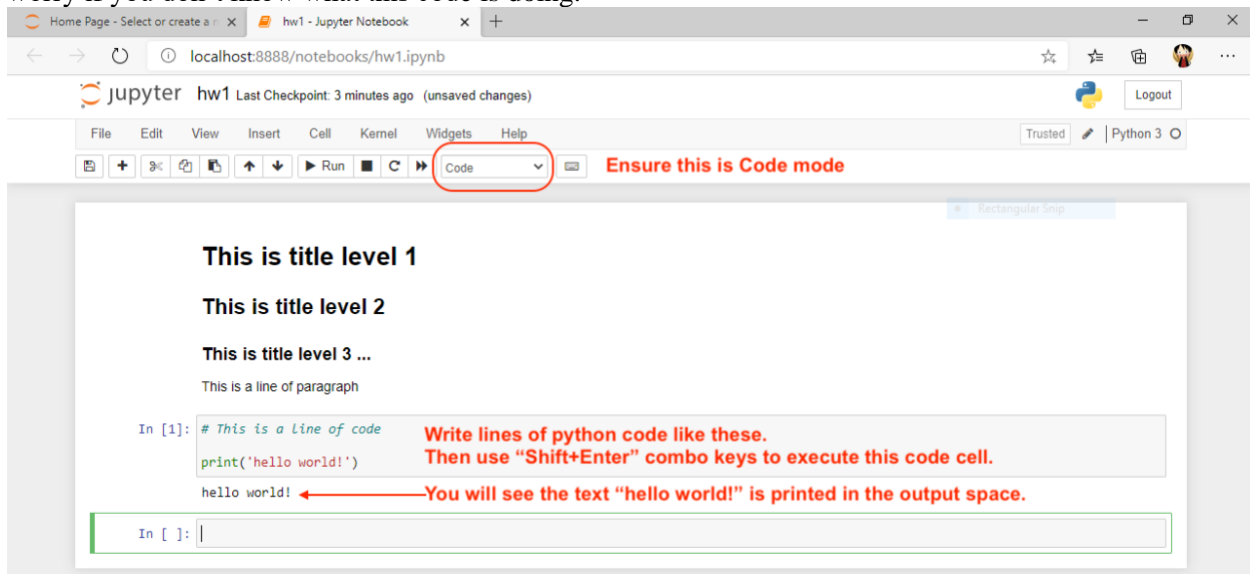 worry if you don't know what this code is doing.
Home Page - Select or create a n
hw1 - Jupyter Notebook
localhost:8888/notebooks/hw1.ipynb
jupyter hw1 Last Checkpoint: 3 minutes ago (unsaved changes)
Logout
File Edit View Insert Cell Kernel Widgets Help
Trusted Python 3
Run Code Ensure this is Code mode
Rectangular Snip
This is title level 1
This is title level 2
This is title level 3 ...
This is a line of paragraph
In [1]: # This is a line of code
Write lines of python code like these.
print('hello world!')
Then use “Shift+Enter” combo keys to execute this code cell.
hello world!
You will see the text “hello world!” is printed in the output space.
In [ ]: